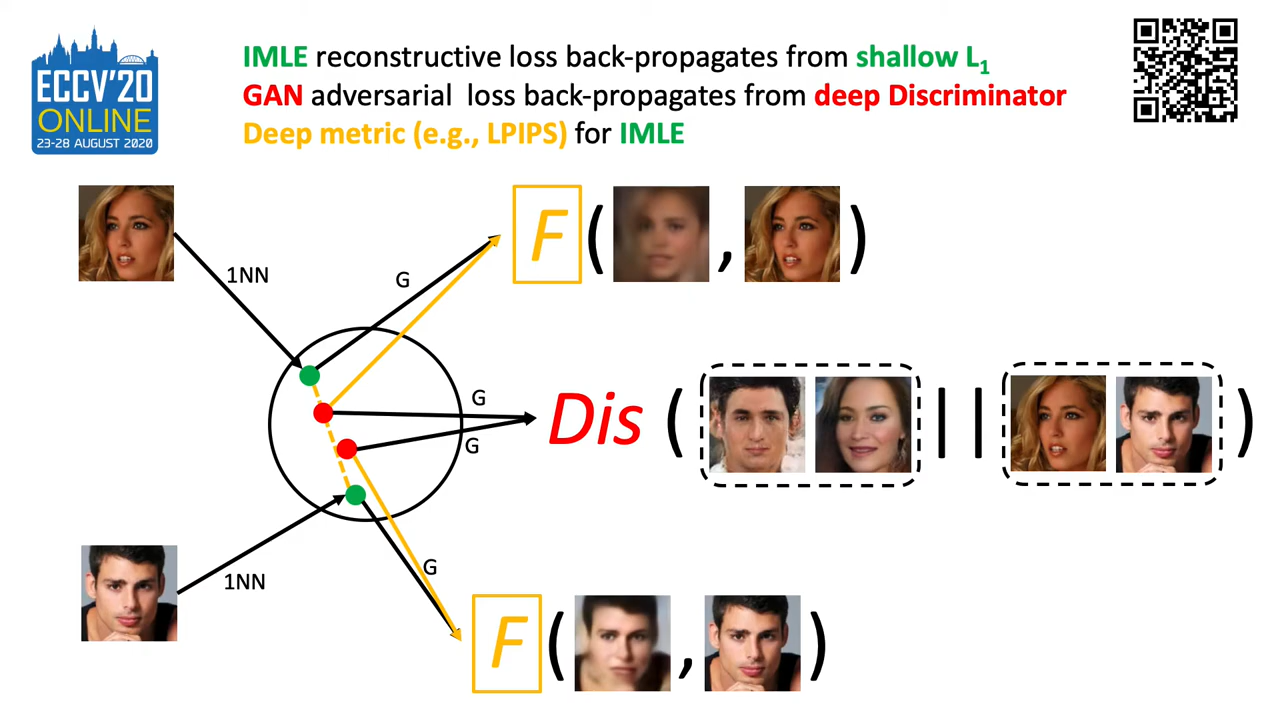 ECCV'20
ONLINE
23-28 AUGUST 2020
IMLE reconstructive loss back-propagates from shallow L1
GAN adversarial loss back-propagates from deep Discriminator
Deep metric (e.g., LPIPS) for IMLE
1NN
G
F ( , )
G
G
Dis ( || )
1NN
G
F ( , )